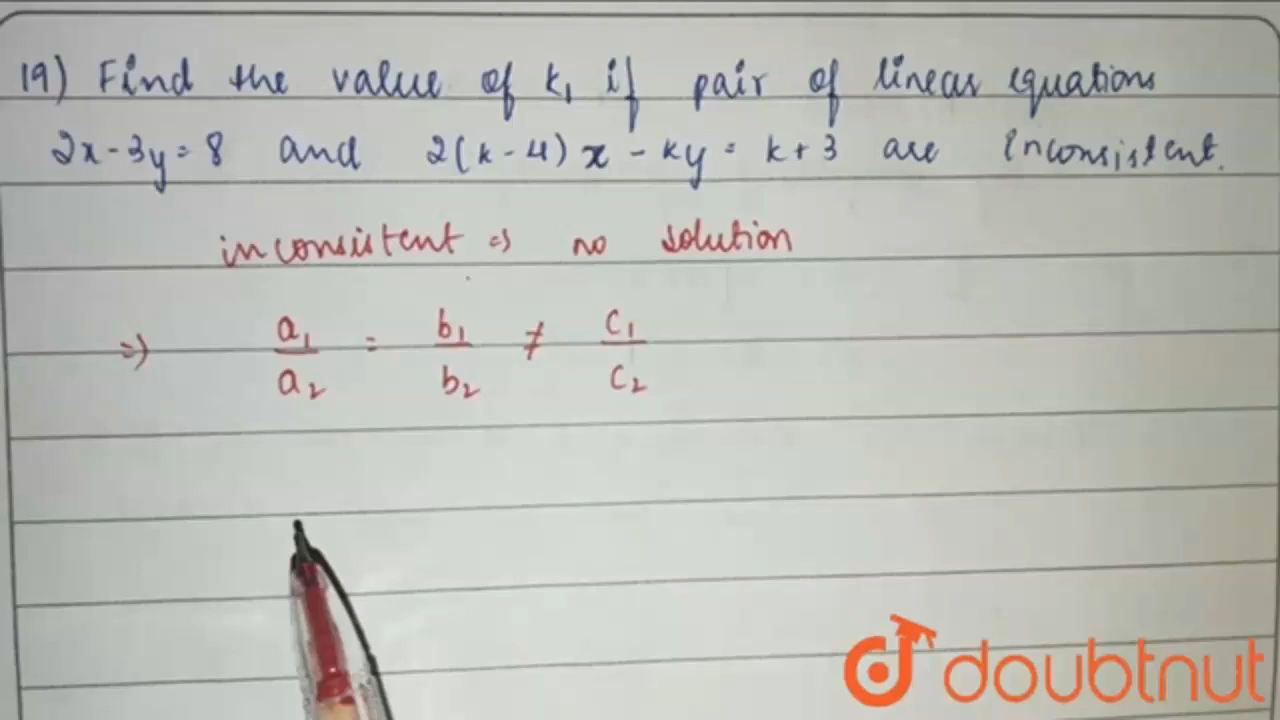 19) Find the value of k, if pair of linear equations
2x - 3y = 8 and 2(k - 4) x - ky = k + 3 are inconsistent.
inconsistent ⇒ no solution
⇒ a₁/a₂ = b₁/b₂ ≠ c₁/c₂
doubtnut